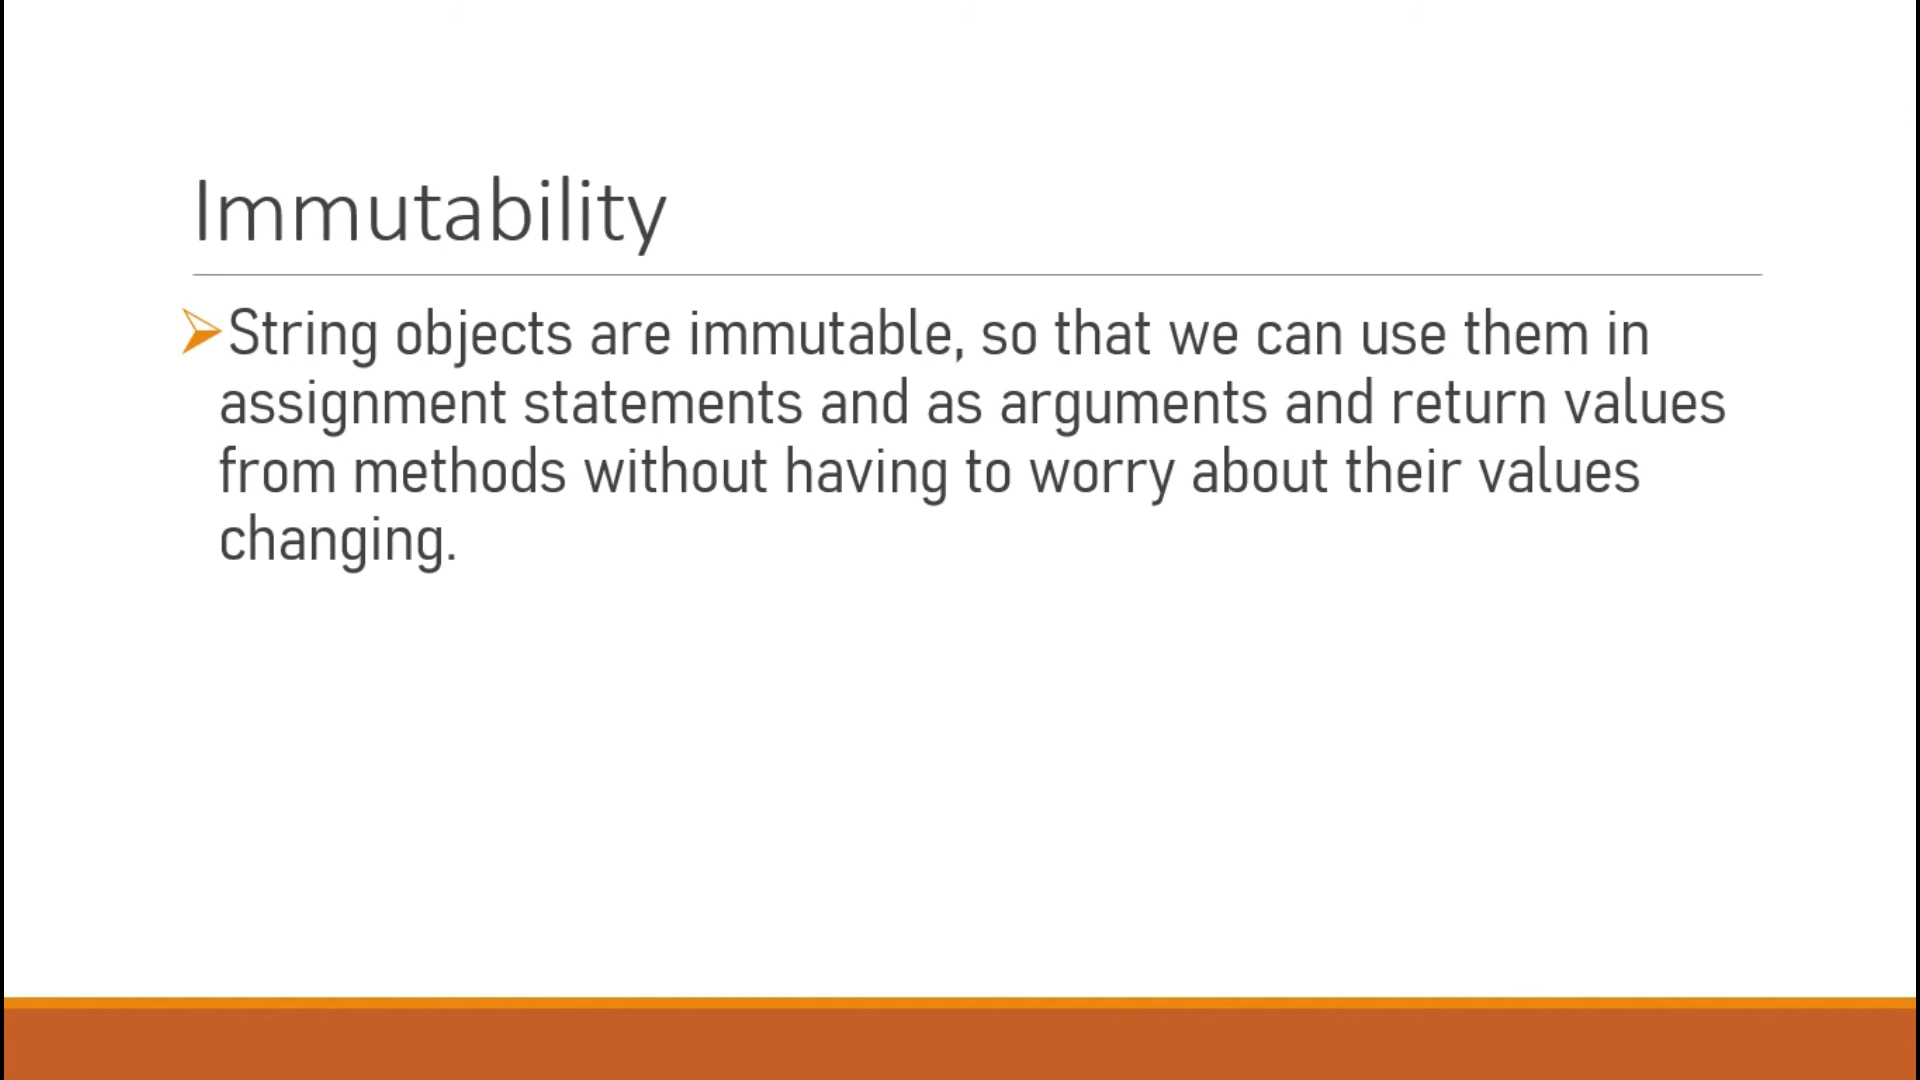 Immutability
String objects are immutable, so that we can use them in
assignment statements and as arguments and return values
from methods without having to worry about their values
changing.